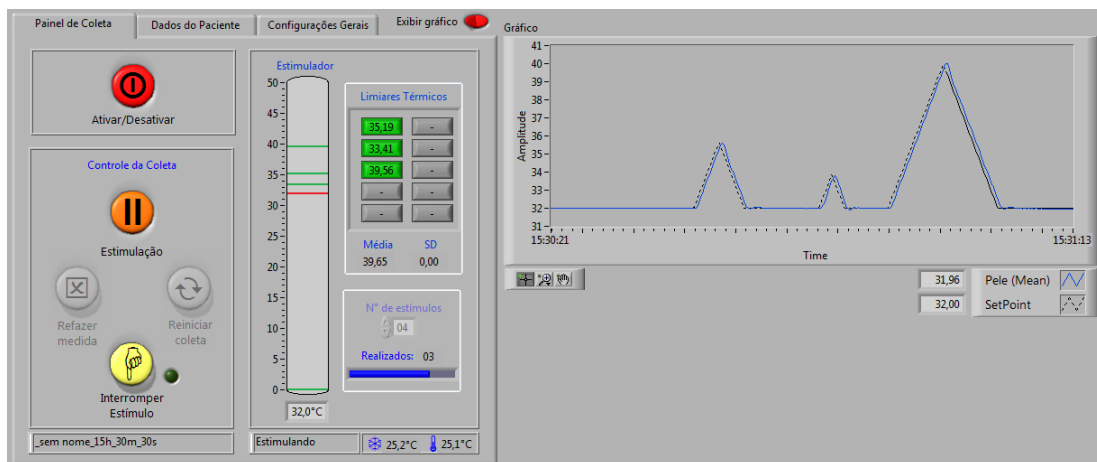 Painel de Coleta
Dados do Paciente
Configurações Gerais
Exibir gráfico
Ativar/Desativar
Controle da Coleta
Estimulação
Refazer medida
Reiniciar coleta
Interromper Estímulo
_sem nome_15h_30m_30s
Estimulador
50
45
40
35
30
25
20
15
10
5
0
32,0°C
Limiares Térmicos
35,19 -
33,41 -
39,56 -
- -
- -
Média SD
39,65 0,00
N° de estímulos
04
Realizados: 03
Estimulando
25,2°C
25,1°C
Gráfico
Amplitude
41
40
39
38
37
36
35
34
33
32
31
15:30:21
15:31:13
Time
31,96 Pele (Mean)
32,00 SetPoint